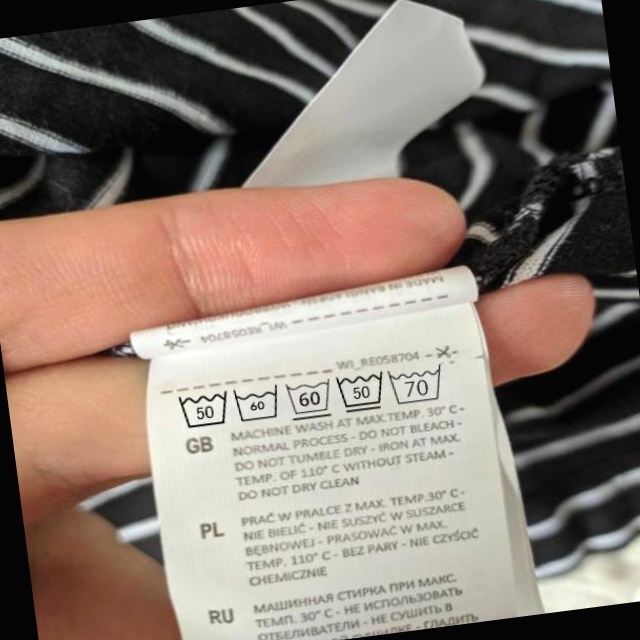 MADE IN BANGLADESH
WI_RE058704
WI_RE058704
50 60 60 50 70
GB MACHINE WASH AT MAX.TEMP. 30° C -
NORMAL PROCESS - DO NOT BLEACH -
DO NOT TUMBLE DRY - IRON AT MAX.
TEMP. OF 110° C WITHOUT STEAM -
DO NOT DRY CLEAN
PL PRAĆ W PRALCE Z MAX. TEMP.30° C -
NIE BIELIĆ - NIE SUSZYĆ W SUSZARCE
BĘBNOWEJ - PRASOWAĆ W MAX.
TEMP. 110° C - BEZ PARY - NIE CZYŚCIĆ
CHEMICZNIE
RU МАШИННАЯ СТИРКА ПРИ МАКС.
ТЕМП. 30° C - НЕ ИСПОЛЬЗОВАТЬ
ОТБЕЛИВАТЕЛИ - НЕ СУШИТЬ В
СУШИЛКЕ - ГЛАДИТЬ